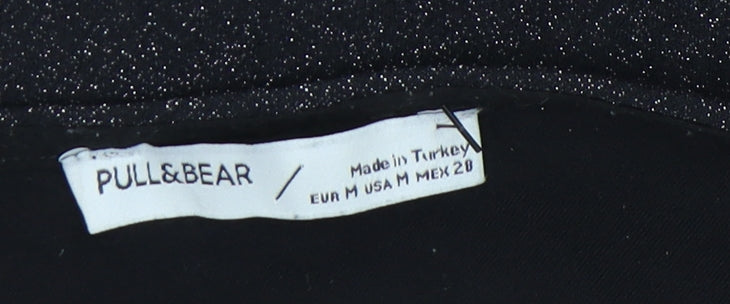 PULL&BEAR /
Made in Turkey
EUR M USA M MEX 28